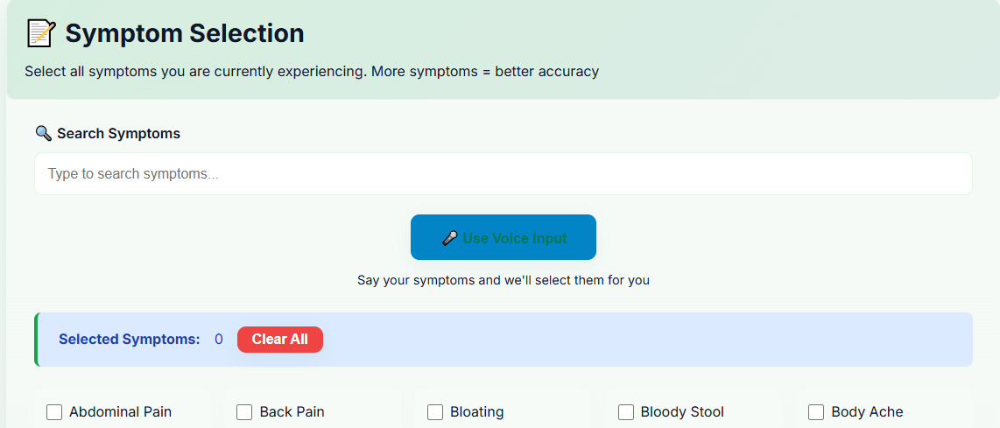 📝 Symptom Selection
Select all symptoms you are currently experiencing. More symptoms = better accuracy
🔍 Search Symptoms
Type to search symptoms...
🎤 Use Voice Input
Say your symptoms and we'll select them for you
Selected Symptoms: 0 Clear All
Abdominal Pain Back Pain Bloating Bloody Stool Body Ache